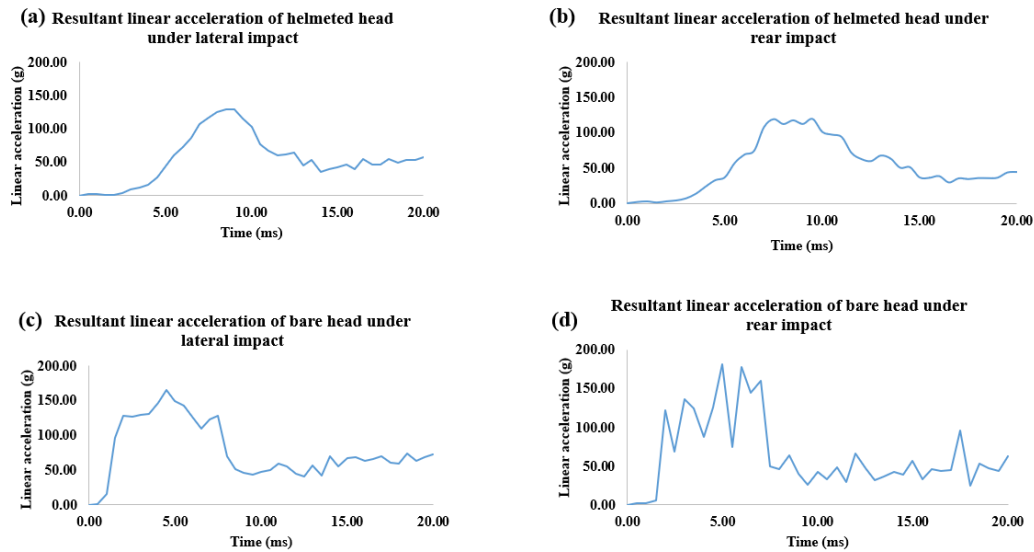 (a) Resultant linear acceleration of helmeted head
under lateral impact
200.00
150.00
100.00
50.00
0.00
Linear acceleration (g)
0.00 5.00 10.00 15.00 20.00
Time (ms)
(b) Resultant linear acceleration of helmeted head under
rear impact
200.00
150.00
100.00
50.00
0.00
Linear acceleration (g)
0.00 5.00 10.00 15.00 20.00
Time (ms)
(c) Resultant linear acceleration of bare head under
lateral impact
200.00
150.00
100.00
50.00
0.00
Linear acceleration (g)
0.00 5.00 10.00 15.00 20.00
Time (ms)
(d) Resultant linear acceleration of bare head under
rear impact
200.00
150.00
100.00
50.00
0.00
Linear acceleration (g)
0.00 5.00 10.00 15.00 20.00
Time (ms)